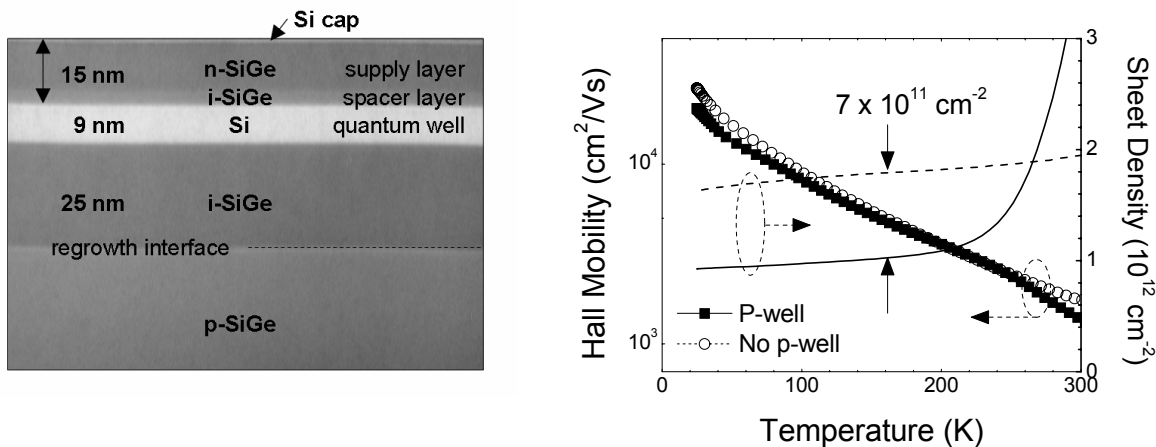 Si cap
15 nm n-SiGe supply layer
i-SiGe spacer layer
9 nm Si quantum well
25 nm i-SiGe
regrowth interface
p-SiGe
Hall Mobility (cm²/Vs)
10⁴
10³
7 x 10¹¹ cm⁻²
P-well
No p-well
0 100 200 300
Temperature (K)
3
2
1
0
Sheet Density (10¹² cm⁻²)